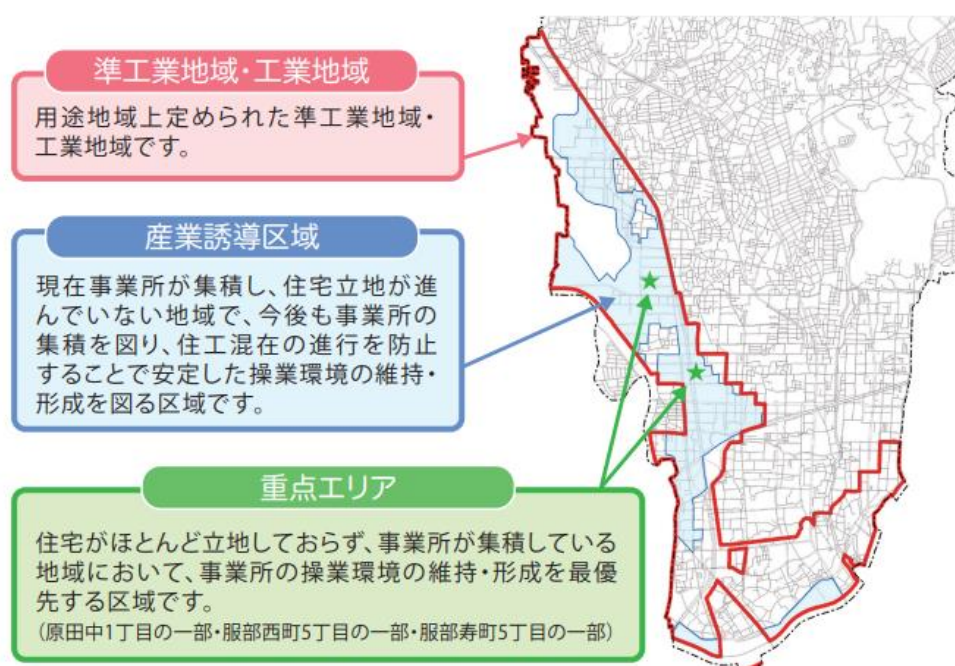 準工業地域・工業地域
用途地域上定められた準工業地域・
工業地域です。
産業誘導区域
現在事業所が集積し、住宅立地が進
んでいない地域で、今後も事業所の
集積を図り、住工混在の進行を防止
することで安定した操業環境の維持・
形成を図る区域です。
重点エリア
住宅がほとんど立地しておらず、事業所が集積している
地域において、事業所の操業環境の維持・形成を最優
先する区域です。
（原田中1丁目の一部・服部西町5丁目の一部・服部寿町5丁目の一部）